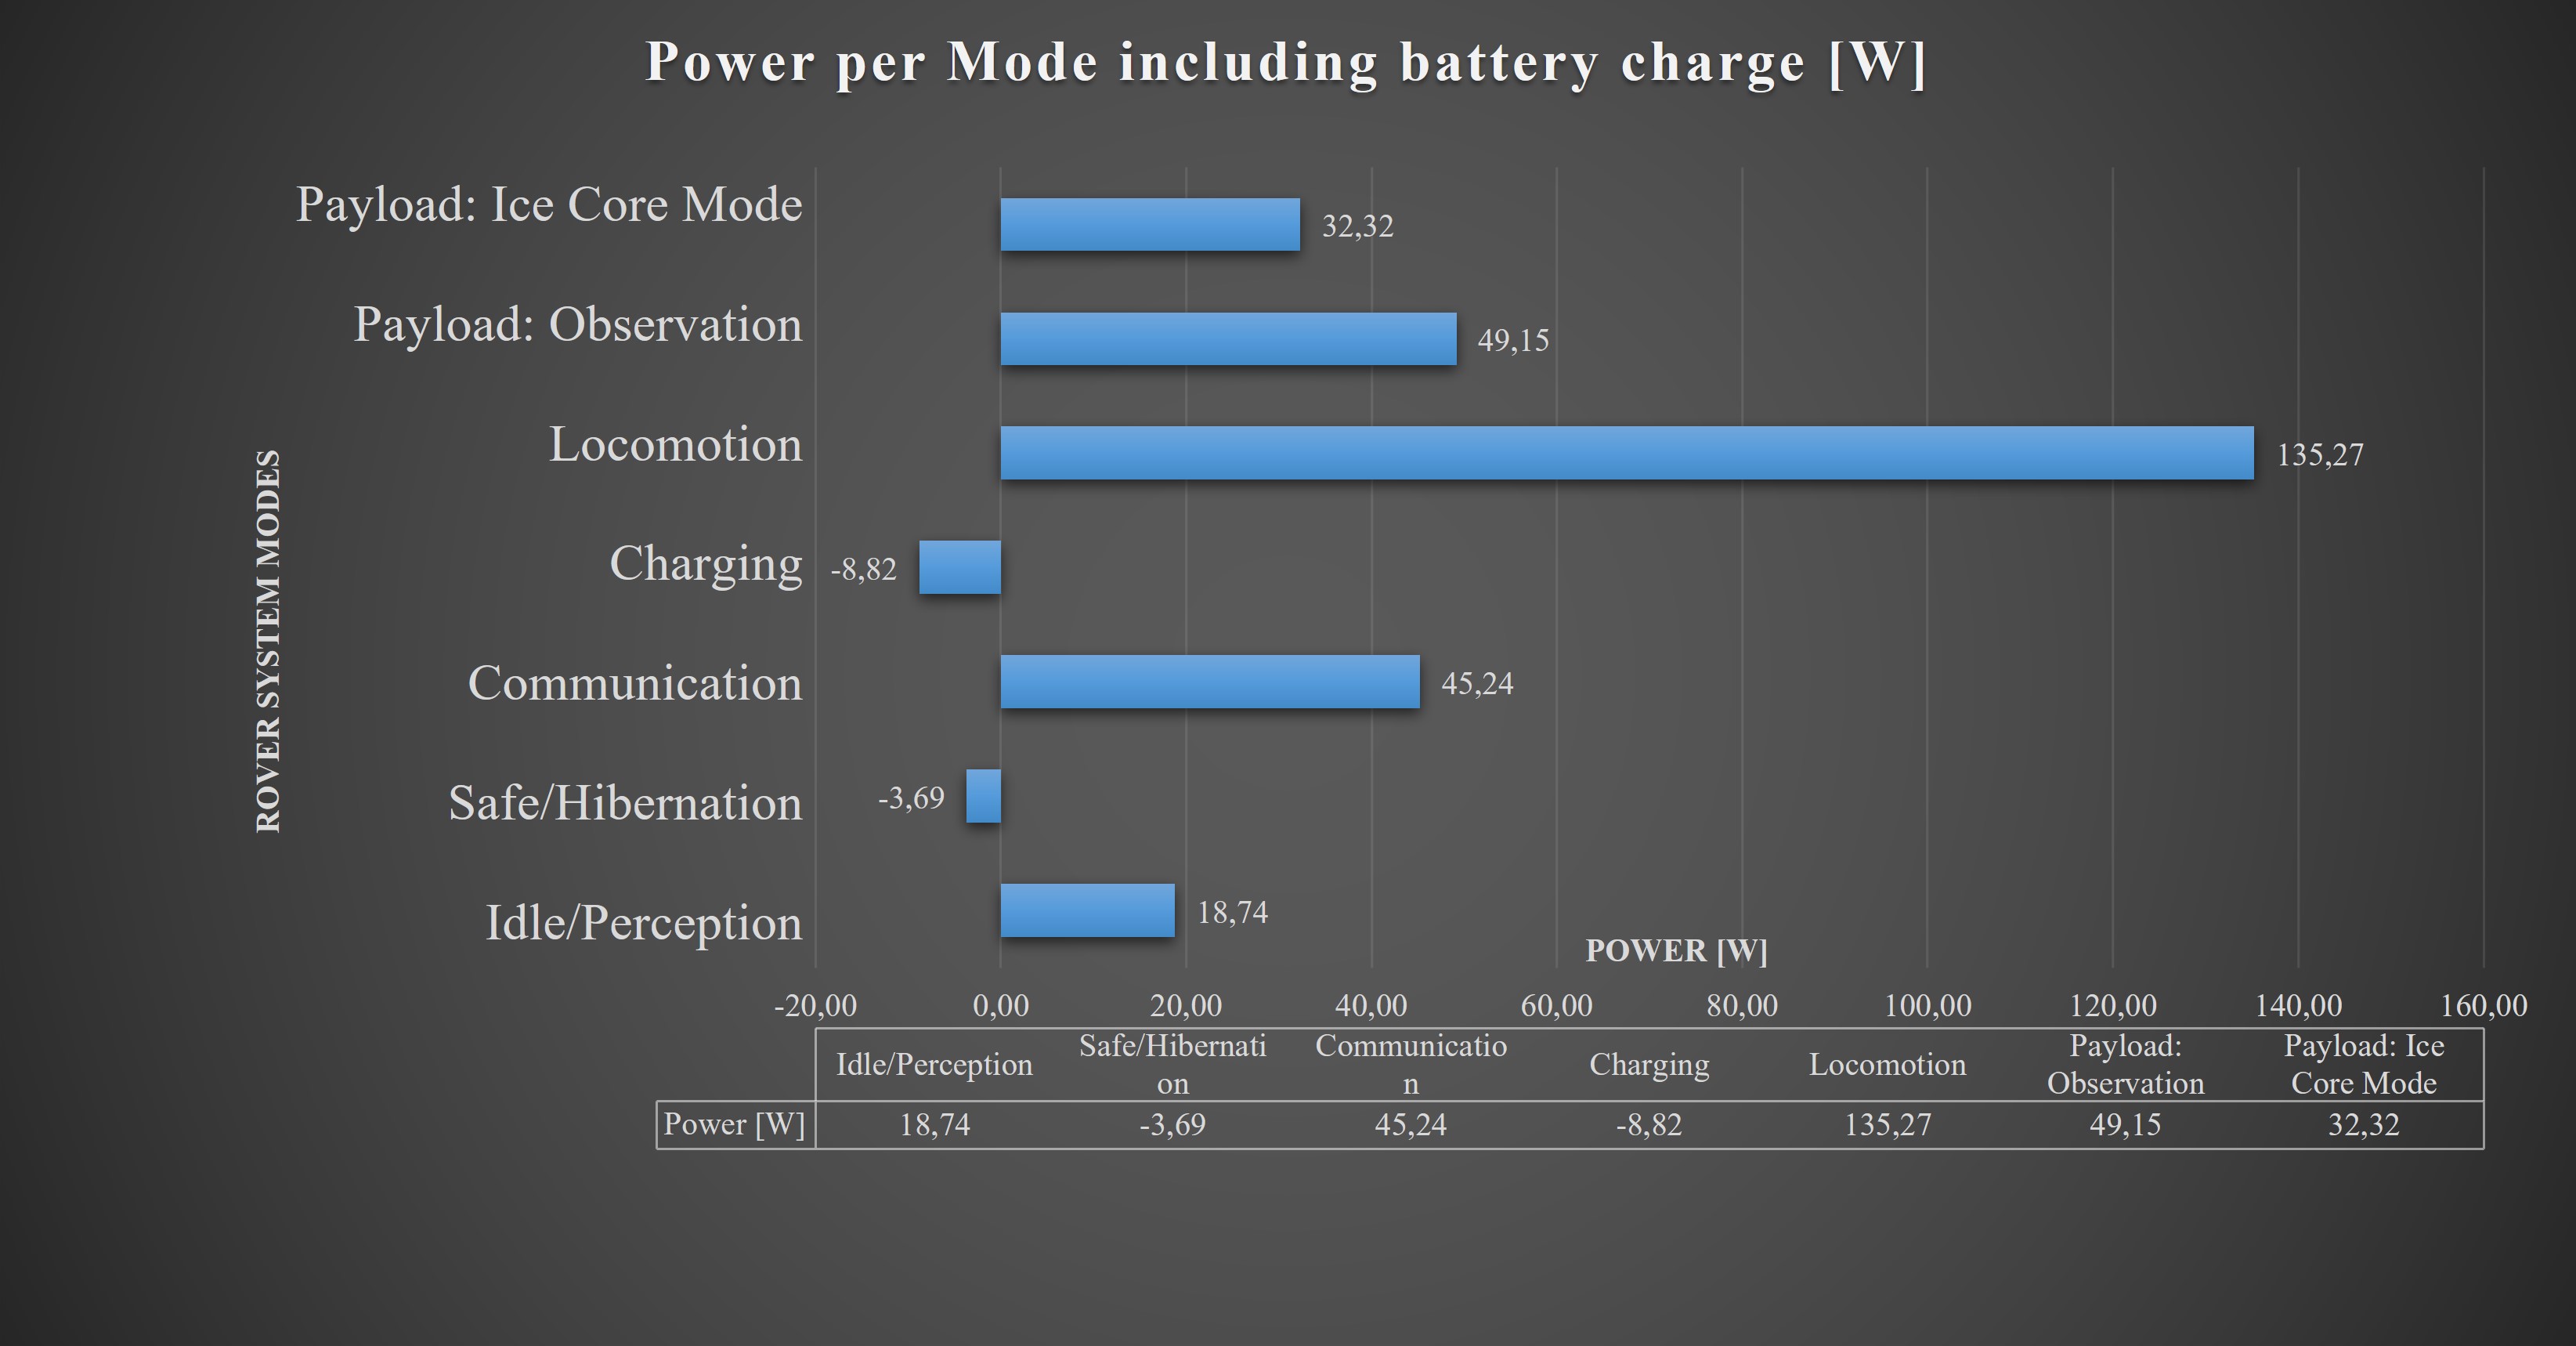 Power per Mode including battery charge [W]
Payload: Ice Core Mode
32,32
Payload: Observation
49,15
Locomotion
135,27
Charging
-8,82
Communication
45,24
Safe/Hibernation
-3,69
Idle/Perception
18,74
ROVER SYSTEM MODES
POWER [W]
-20,00 0,00 20,00 40,00 60,00 80,00 100,00 120,00 140,00 160,00
Idle/Perception
Safe/Hibernati
on
Communicatio
n
Charging
Locomotion
Payload:
Observation
Payload: Ice
Core Mode
Power [W] 18,74 -3,69 45,24 -8,82 135,27 49,15 32,32